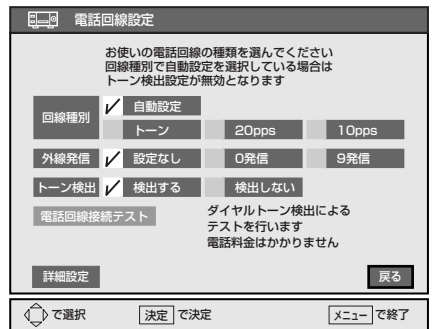 電話回線設定
お使いの電話回線の種類を選んでください
回線種別で自動設定を選択している場合は
トーン検出設定が無効となります
回線種別 自動設定
トーン 20pps 10pps
外線発信 設定なし 0発信 9発信
トーン検出 検出する 検出しない
電話回線接続テスト
ダイヤルトーン検出による
テストを行います
電話料金はかかりません
詳細設定 戻る
で選択 決定 で決定 メニュー で終了